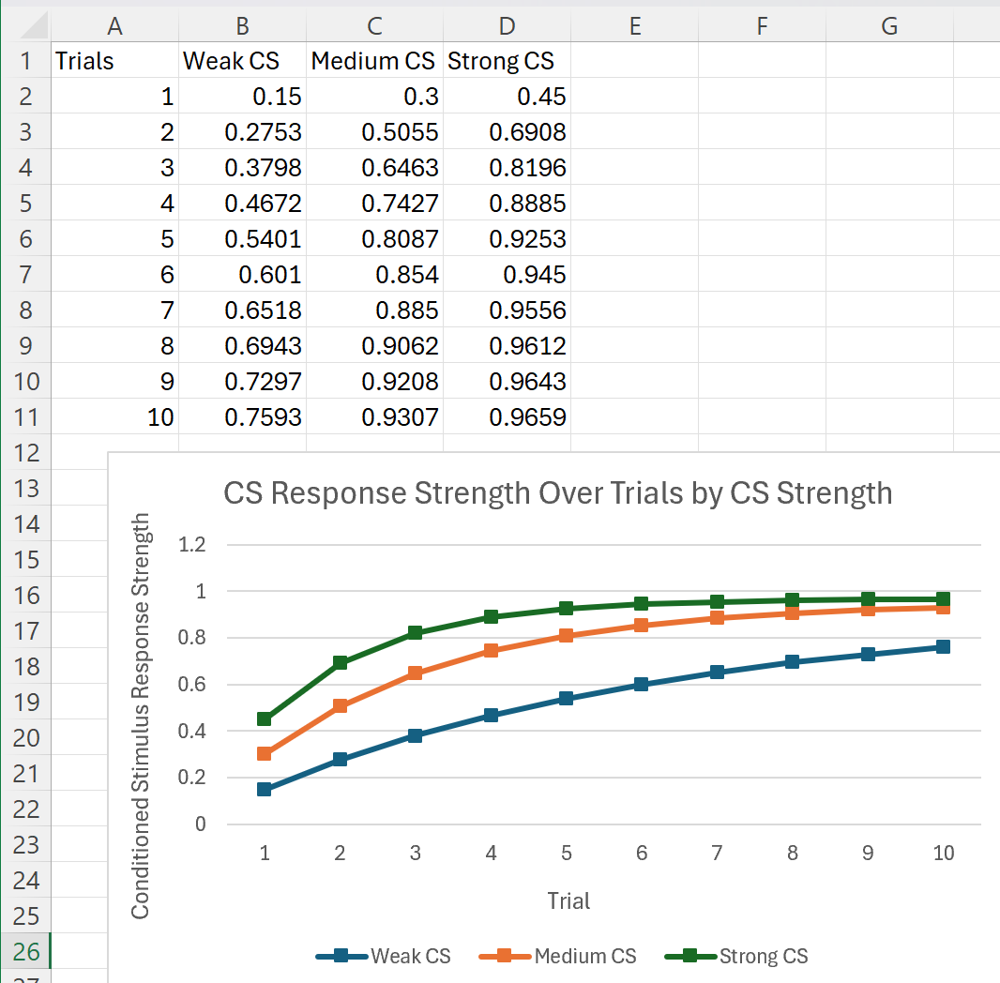 A B C D E F G
1 Trials Weak CS Medium CS Strong CS
2 1 0.15 0.3 0.45
3 2 0.2753 0.5055 0.6908
4 3 0.3798 0.6463 0.8196
5 4 0.4672 0.7427 0.8885
6 5 0.5401 0.8087 0.9253
7 6 0.601 0.854 0.945
8 7 0.6518 0.885 0.9556
9 8 0.6943 0.9062 0.9612
10 9 0.7297 0.9208 0.9643
11 10 0.7593 0.9307 0.9659
12
13
14
15
16
17
18
19
20
21
22
23
24
25
26
27
CS Response Strength Over Trials by CS Strength
Conditioned Stimulus Response Strength
1.2
1
0.8
0.6
0.4
0.2
0
1 2 3 4 5 6 7 8 9 10
Trial
Weak CS Medium CS Strong CS